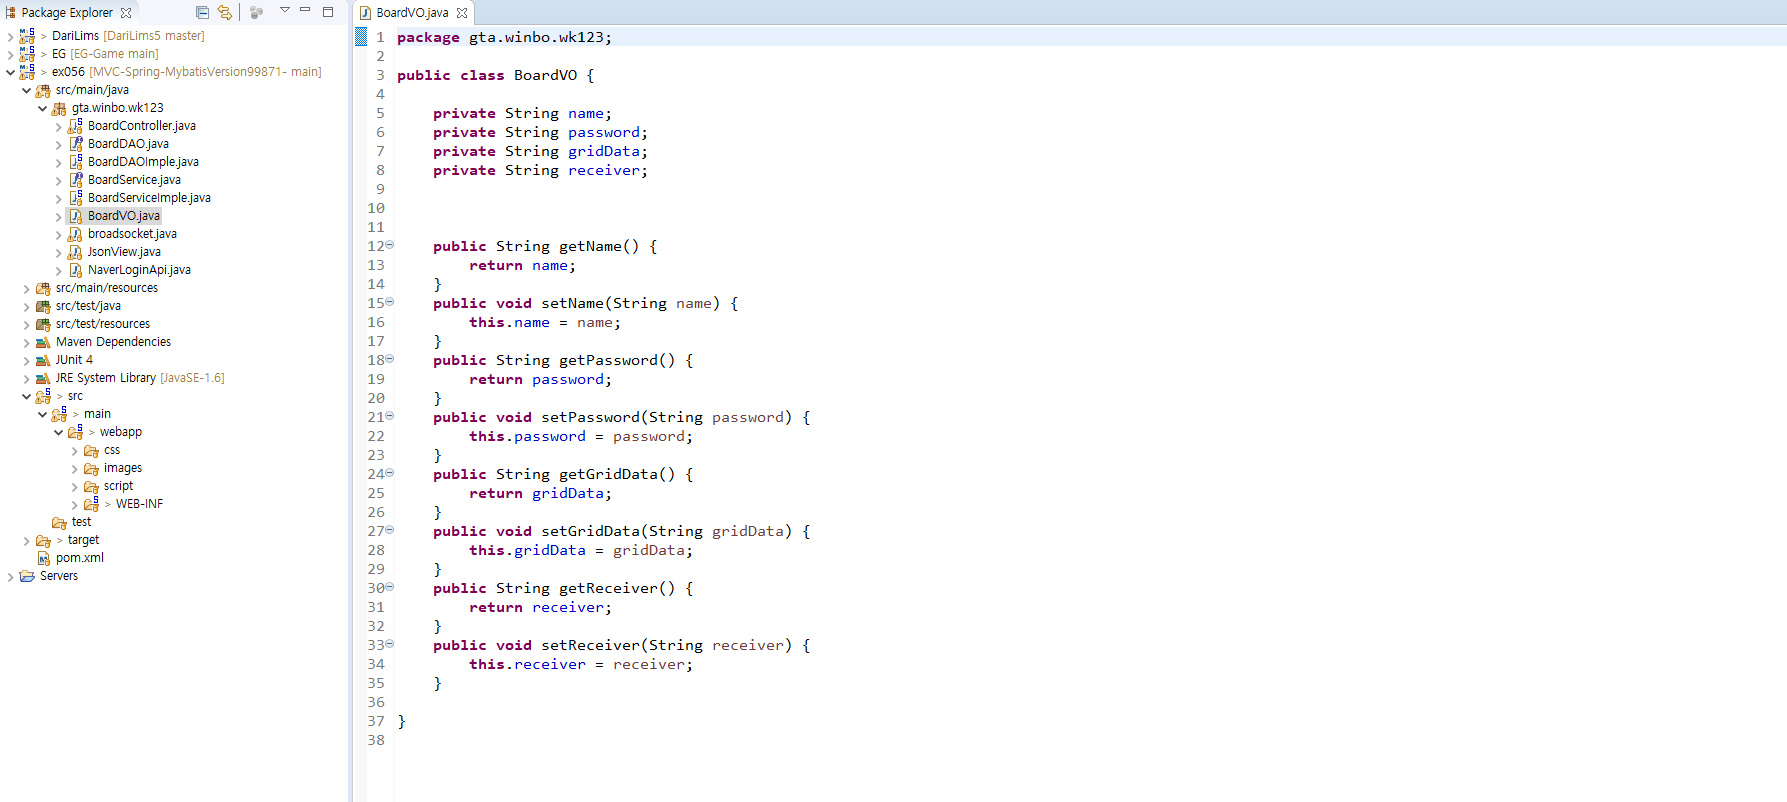 Package Explorer
DariLims [DariLims5 master]
EG [EG-Game main]
ex056 [MVC-Spring-MybatisVersion99871- main]
src/main/java
gta.winbo.wk123
BoardController.java
BoardDAO.java
BoardDAOImple.java
BoardService.java
BoardServiceImple.java
BoardVO.java
broadsocket.java
JsonView.java
NaverLoginApi.java
src/main/resources
src/test/java
src/test/resources
Maven Dependencies
JUnit 4
JRE System Library [JavaSE-1.6]
> src
> main
> webapp
css
images
script
> WEB-INF
test
> target
pom.xml
Servers
BoardVO.java
1 package gta.winbo.wk123;
2
3 public class BoardVO {
4
5 private String name;
6 private String password;
7 private String gridData;
8 private String receiver;
9
10
11
12 public String getName() {
13 return name;
14 }
15 public void setName(String name) {
16 this.name = name;
17 }
18 public String getPassword() {
19 return password;
20 }
21 public void setPassword(String password) {
22 this.password = password;
23 }
24 public String getGridData() {
25 return gridData;
26 }
27 public void setGridData(String gridData) {
28 this.gridData = gridData;
29 }
30 public String getReceiver() {
31 return receiver;
32 }
33 public void setReceiver(String receiver) {
34 this.receiver = receiver;
35 }
36
37 }
38